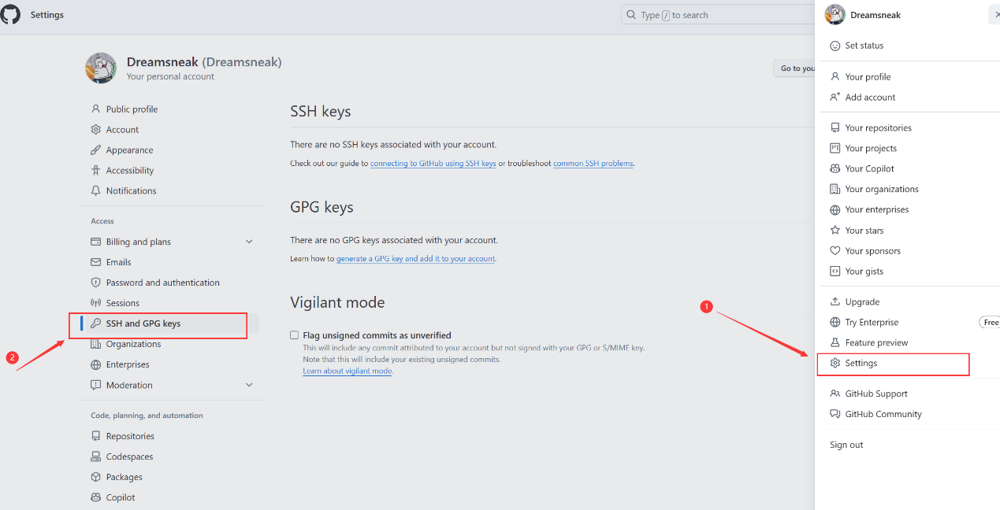 Settings
Type / to search
Dreamsneak (Dreamsneak)
Your personal account
Go to you
Public profile
Account
Appearance
Accessibility
Notifications
Access
Billing and plans
Emails
Password and authentication
Sessions
SSH and GPG keys
Organizations
Enterprises
Moderation
Code, planning, and automation
Repositories
Codespaces
Packages
Copilot
2
SSH keys
There are no SSH keys associated with your account.
Check out our guide to connecting to GitHub using SSH keys or troubleshoot common SSH problems.
GPG keys
There are no GPG keys associated with your account.
Learn how to generate a GPG key and add it to your account.
Vigilant mode
Flag unsigned commits as unverified
This will include any commit attributed to your account but not signed with your GPG or S/MIME key.
Note that this will include your existing unsigned commits.
Learn about vigilant mode.
1
Dreamsneak
Set status
Your profile
Add account
Your repositories
Your projects
Your Copilot
Your organizations
Your enterprises
Your stars
Your sponsors
Your gists
Upgrade
Try Enterprise
Free
Feature preview
Settings
GitHub Support
GitHub Community
Sign out